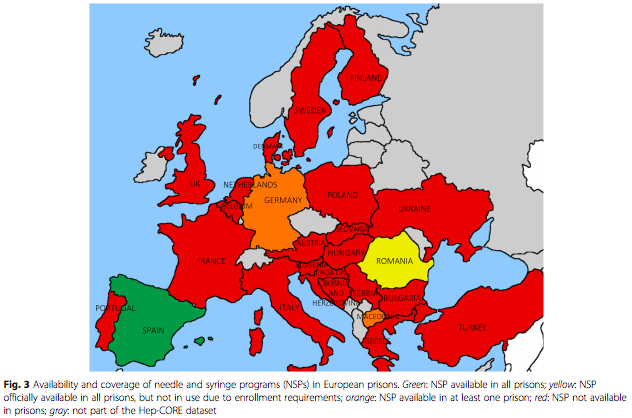 FINLAND
SWEDEN
DENMARK
UK
NETHERLANDS
BELGIUM
GERMANY
POLAND
UKRAINE
SLOVAKIA
AUSTRIA
HUNGARY
FRANCE
SLOVENIA
CROATIA
ROMANIA
BOSNIA
AND
HERZEGOVINA
SERBIA
BULGARIA
ITALY
MACEDONIA
PORTUGAL
SPAIN
GREECE
TURKEY
Fig. 3 Availability and coverage of needle and syringe programs (NSPs) in European prisons. Green: NSP available in all prisons; yellow: NSP
officially available in all prisons, but not in use due to enrollment requirements; orange: NSP available in at least one prison; red: NSP not available
in prisons; gray: not part of the Hep-CORE dataset